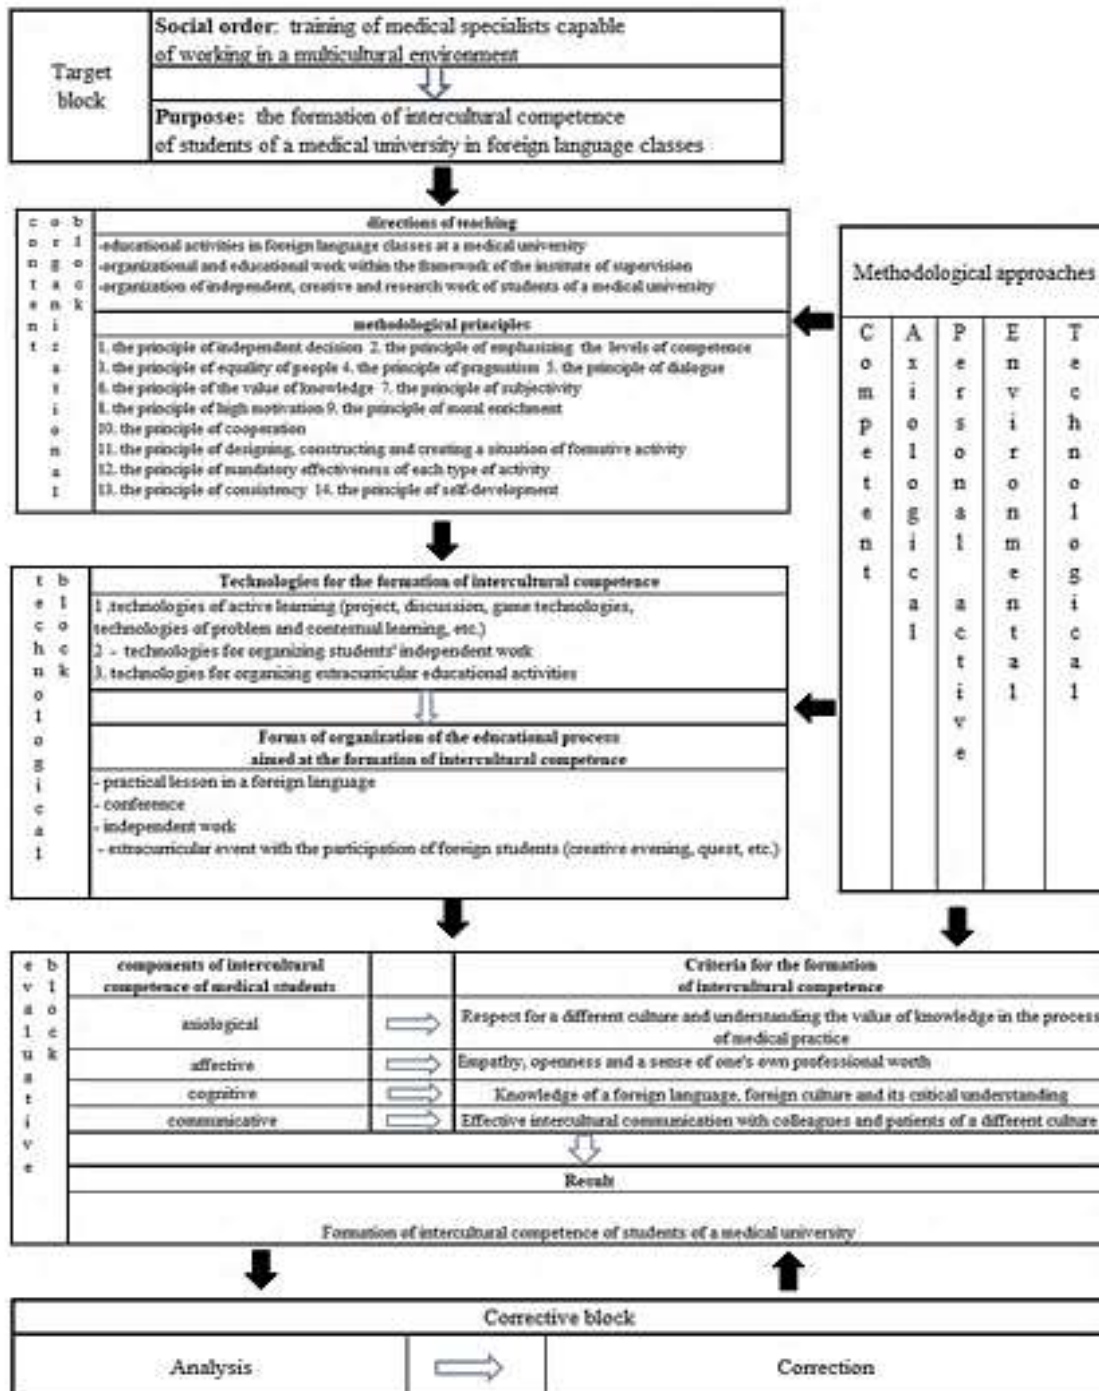 Target
block
Social order: training of medical specialists capable
of working in a multicultural environment
Purpose: the formation of intercultural competence
of students of a medical university in foreign language classes
content
organizational
block
directions of teaching
-educational activities in foreign language classes at a medical university
-organizational and educational work within the framework of the institute of supervision
-organization of independent, creative and research work of students of a medical university
methodological principles
1. the principle of independent decision 2. the principle of emphasizing the levels of competence
3. the principle of equality of people 4. the principle of pragmatism 5. the principle of dialogue
6. the principle of the value of knowledge 7. the principle of subjectivity
8. the principle of high motivation 9. the principle of moral enrichment
10. the principle of cooperation
11. the principle of designing, constructing and creating a situation of formative activity
12. the principle of mandatory effectiveness of each type of activity
13. the principle of consistency 14. the principle of self-development
Methodological approaches
Competent
Axiological
Personal active
Environmental
Technological
technological
block
Technologies for the formation of intercultural competence
1 .technologies of active learning (project, discussion, game technologies,
technologies of problem and contextual learning, etc.)
2 - technologies for organizing students' independent work
3. technologies for organizing extracurricular educational activities
Forms of organization of the educational process
aimed at the formation of intercultural competence
- practical lesson in a foreign language
- conference
- independent work
- extracurricular event with the participation of foreign students (creative evening, quest, etc.)
evaluative
block
components of intercultural
competence of medical students
Criteria for the formation
of intercultural competence
axiological
Respect for a different culture and understanding the value of knowledge in the process
of medical practice
affective
Empathy, openness and a sense of one's own professional worth
cognitive
Knowledge of a foreign language, foreign culture and its critical understanding
communicative
Effective intercultural communication with colleagues and patients of a different culture
Result
Formation of intercultural competence of students of a medical university
Corrective block
Analysis
Correction